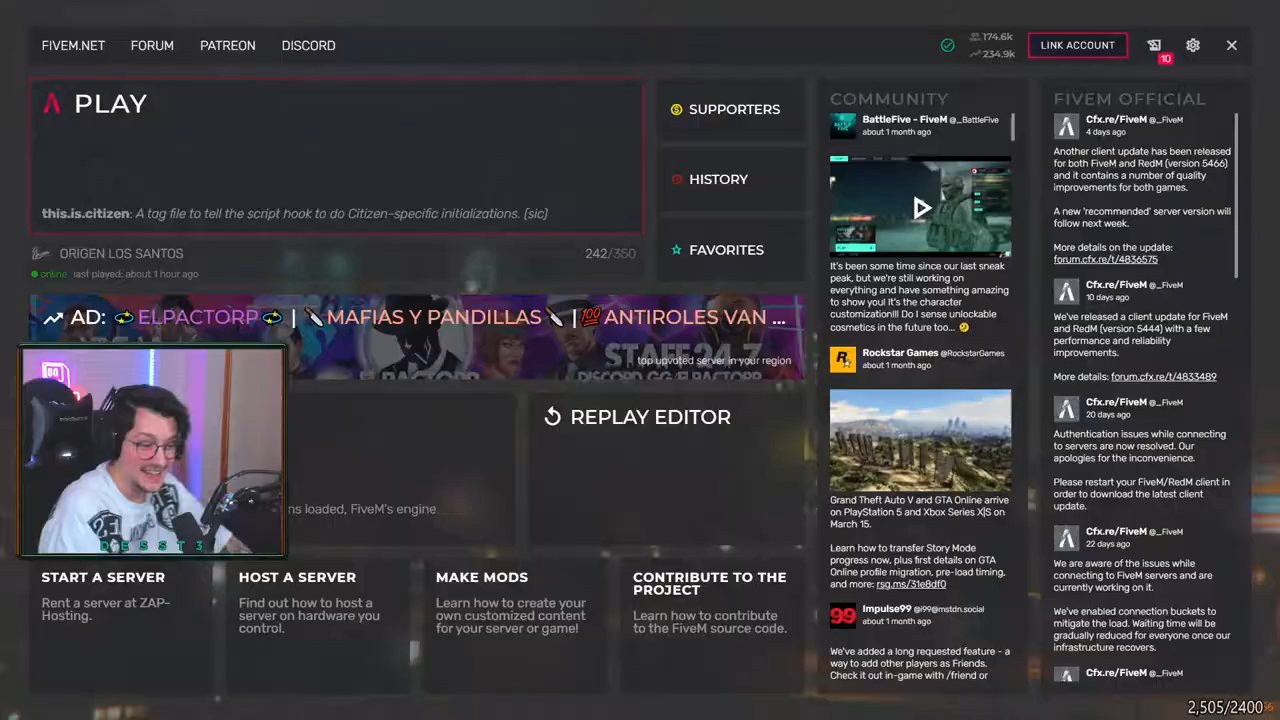 FIVEM.NET
FORUM
PATREON
DISCORD
174.6k
234.9k
LINK ACCOUNT
10
PLAY
this.is.citizen: A tag file to tell the script hook to do Citizen-specific initializations. [sic]
ORIGEN LOS SANTOS
242/350
online last played: about 1 hour ago
SUPPORTERS
HISTORY
FAVORITES
AD: 💫ELPACTORP💫 | 🔪MAFIAS Y PANDILLAS🔪 |💯ANTIROLES VAN ...
STAFF 24.7
top upvoted server in your region
ELPACTORP
DISCORD.GG/ELPACTORP
REPLAY EDITOR
ns loaded, FiveM's engine
DESST3
START A SERVER
Rent a server at ZAP-
Hosting.
HOST A SERVER
Find out how to host a
server on hardware you
control.
MAKE MODS
Learn how to create your
own customized content
for your server or game!
CONTRIBUTE TO THE
PROJECT
Learn how to contribute
to the FiveM source code.
COMMUNITY
BattleFive - FiveM @_BattleFive
about 1 month ago
It's been some time since our last sneak
peak, but we're still working on
everything and have something amazing
to show you! It's the character
customization!!! Do I sense unlockable
cosmetics in the future too... 🤔
Rockstar Games @RockstarGames
about 1 month ago
Grand Theft Auto V and GTA Online arrive
on PlayStation 5 and Xbox Series X|S on
March 15.
Learn how to transfer Story Mode
progress now, plus first details on GTA
Online profile migration, pre-load timing,
and more: rsg.ms/31e8df0
99
Impulse99 @i99@mstdn.social
about 1 month ago
We've added a long requested feature - a
way to add other players as Friends.
Check it out in-game with /friend or
FIVEM OFFICIAL
Cfx.re/FiveM @_FiveM
4 days ago
Another client update has been released
for both FiveM and RedM (version 5466)
and it contains a number of quality
improvements for both games.
A new 'recommended' server version will
follow next week.
More details on the update:
forum.cfx.re/t/4836575
Cfx.re/FiveM @_FiveM
10 days ago
We've released a client update for FiveM
and RedM (version 5444) with a few
performance and reliability
improvements.
More details: forum.cfx.re/t/4833489
Cfx.re/FiveM @_FiveM
20 days ago
Authentication issues while connecting
to servers are now resolved. Our
apologies for the inconvenience.
Please restart your FiveM/RedM client in
order to download the latest client
update.
Cfx.re/FiveM @_FiveM
22 days ago
We are aware of the issues while
connecting to FiveM servers and are
currently working on it.
We've enabled connection buckets to
mitigate the load. Waiting time will be
gradually reduced for everyone once our
infrastructure recovers.
Cfx.re/FiveM @_FiveM
2,505/2400